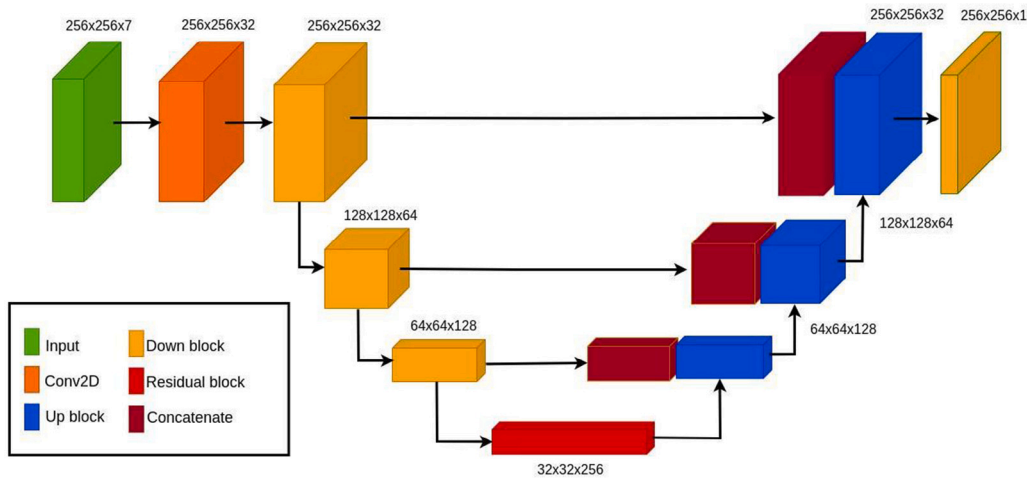 256x256x7
256x256x32
256x256x32
256x256x32
256x256x1
128x128x64
128x128x64
64x64x128
64x64x128
32x32x256
Input
Down block
Conv2D
Residual block
Up block
Concatenate